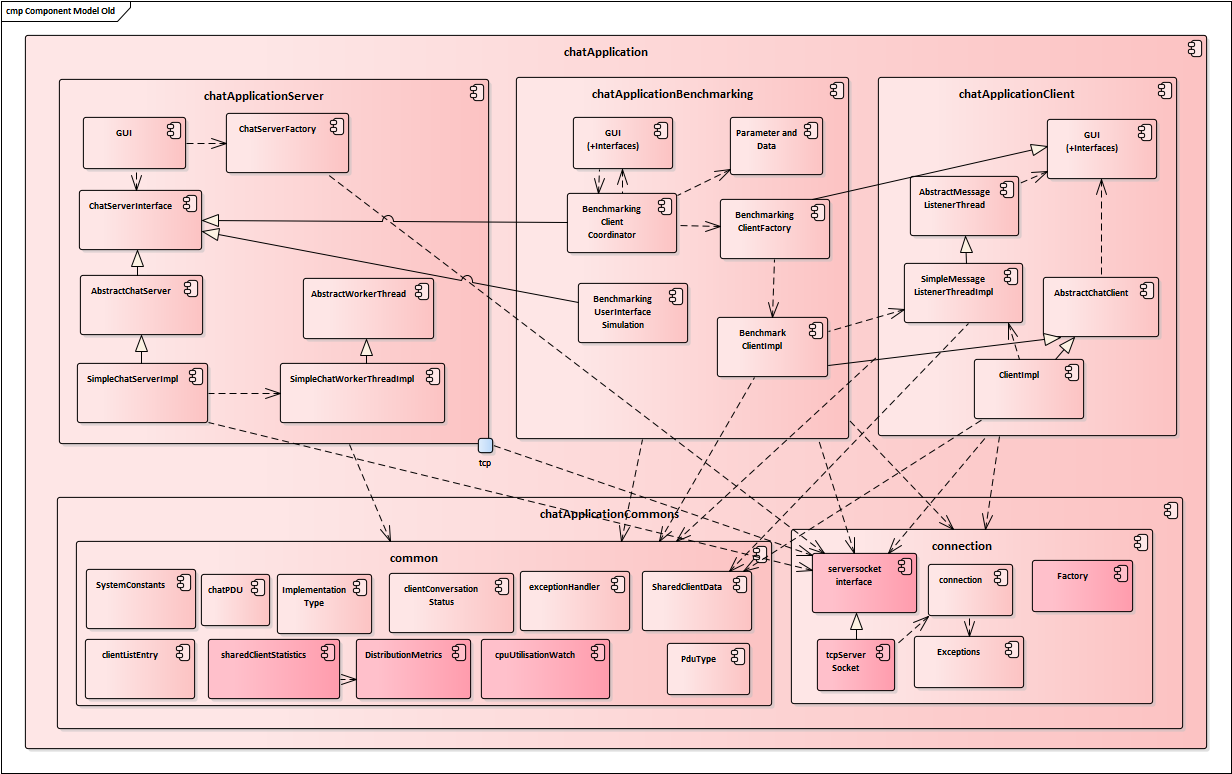 cmp Component Model Old
chatApplication
chatApplicationServer
GUI
ChatServerFactory
ChatServerInterface
AbstractChatServer
AbstractWorkerThread
SimpleChatServerImpl
SimpleChatWorkerThreadImpl
tcp
chatApplicationBenchmarking
GUI
(+Interfaces)
Parameter and
Data
Benchmarking
Client
Coordinator
Benchmarking
ClientFactory
Benchmarking
UserInterface
Simulation
Benchmark
ClientImpl
chatApplicationClient
GUI
(+Interfaces)
AbstractMessage
ListenerThread
SimpleMessage
ListenerThreadImpl
AbstractChatClient
ClientImpl
chatApplicationCommons
common
SystemConstants
chatPDU
Implementation
Type
clientConversation
Status
exceptionHandler
SharedClientData
clientListEntry
sharedClientStatistics
DistributionMetrics
cpuUtilisationWatch
PduType
connection
serversocket
interface
connection
Factory
tcpServer
Socket
Exceptions